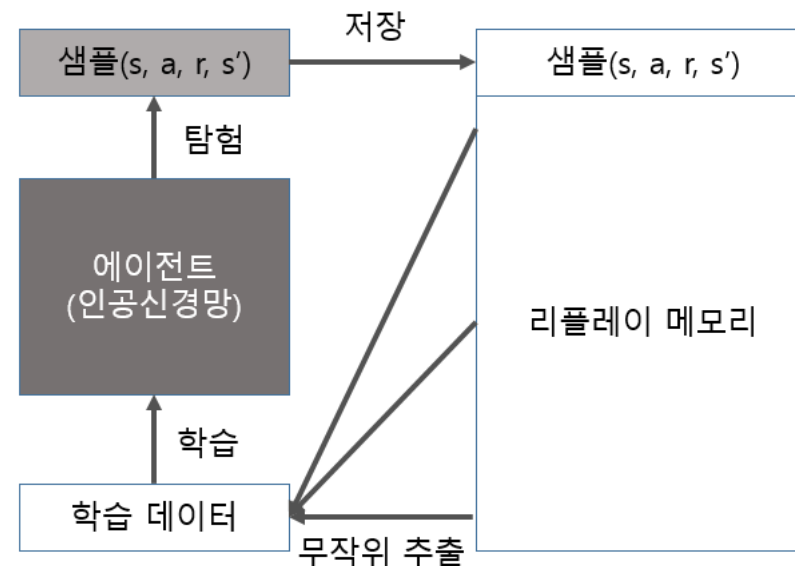 저장
샘플(s, a, r, s’)
샘플(s, a, r, s’)
탐험
에이전트
(인공신경망)
리플레이 메모리
학습
학습 데이터
무작위 추출